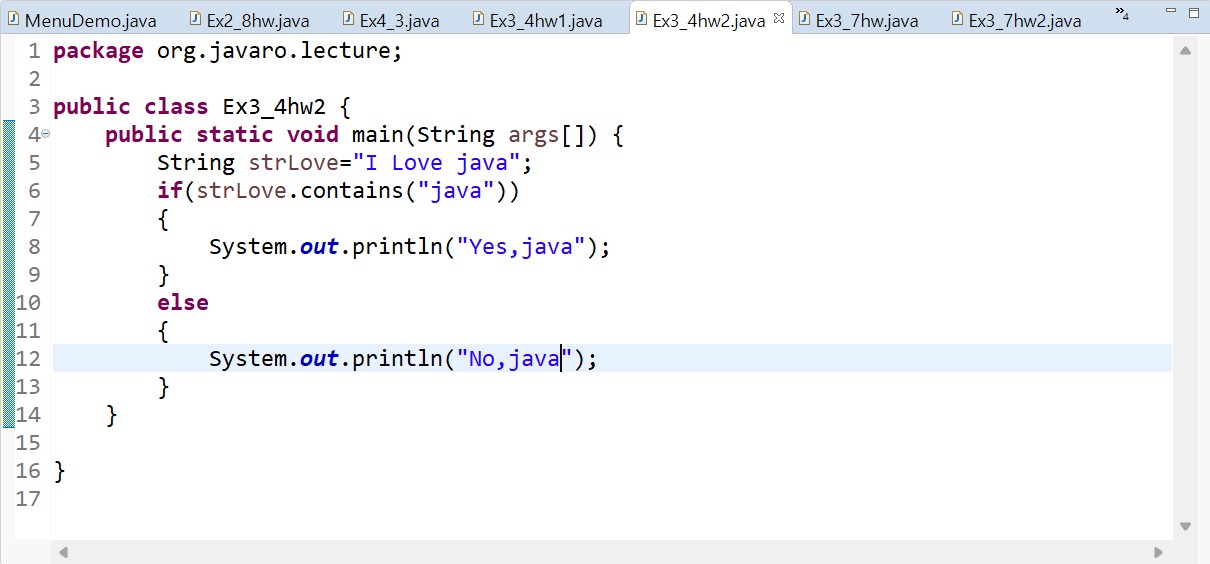 MenuDemo.java Ex2_8hw.java Ex4_3.java Ex3_4hw1.java Ex3_4hw2.java Ex3_7hw.java Ex3_7hw2.java »4
1 package org.javaro.lecture;
2
3 public class Ex3_4hw2 {
4 public static void main(String args[]) {
5 String strLove="I Love java";
6 if(strLove.contains("java"))
7 {
8 System.out.println("Yes,java");
9 }
10 else
11 {
12 System.out.println("No,java");
13 }
14 }
15
16 }
17